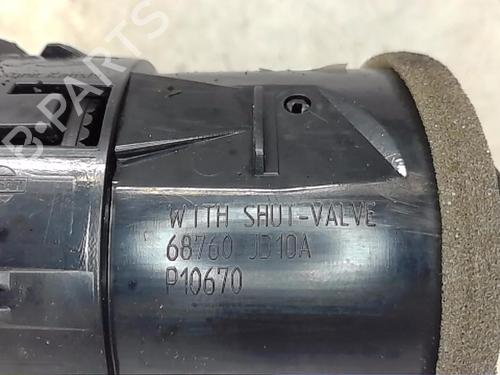 WITH SHUT-VALVE
68760 JD10A
P10670
B-PARTS